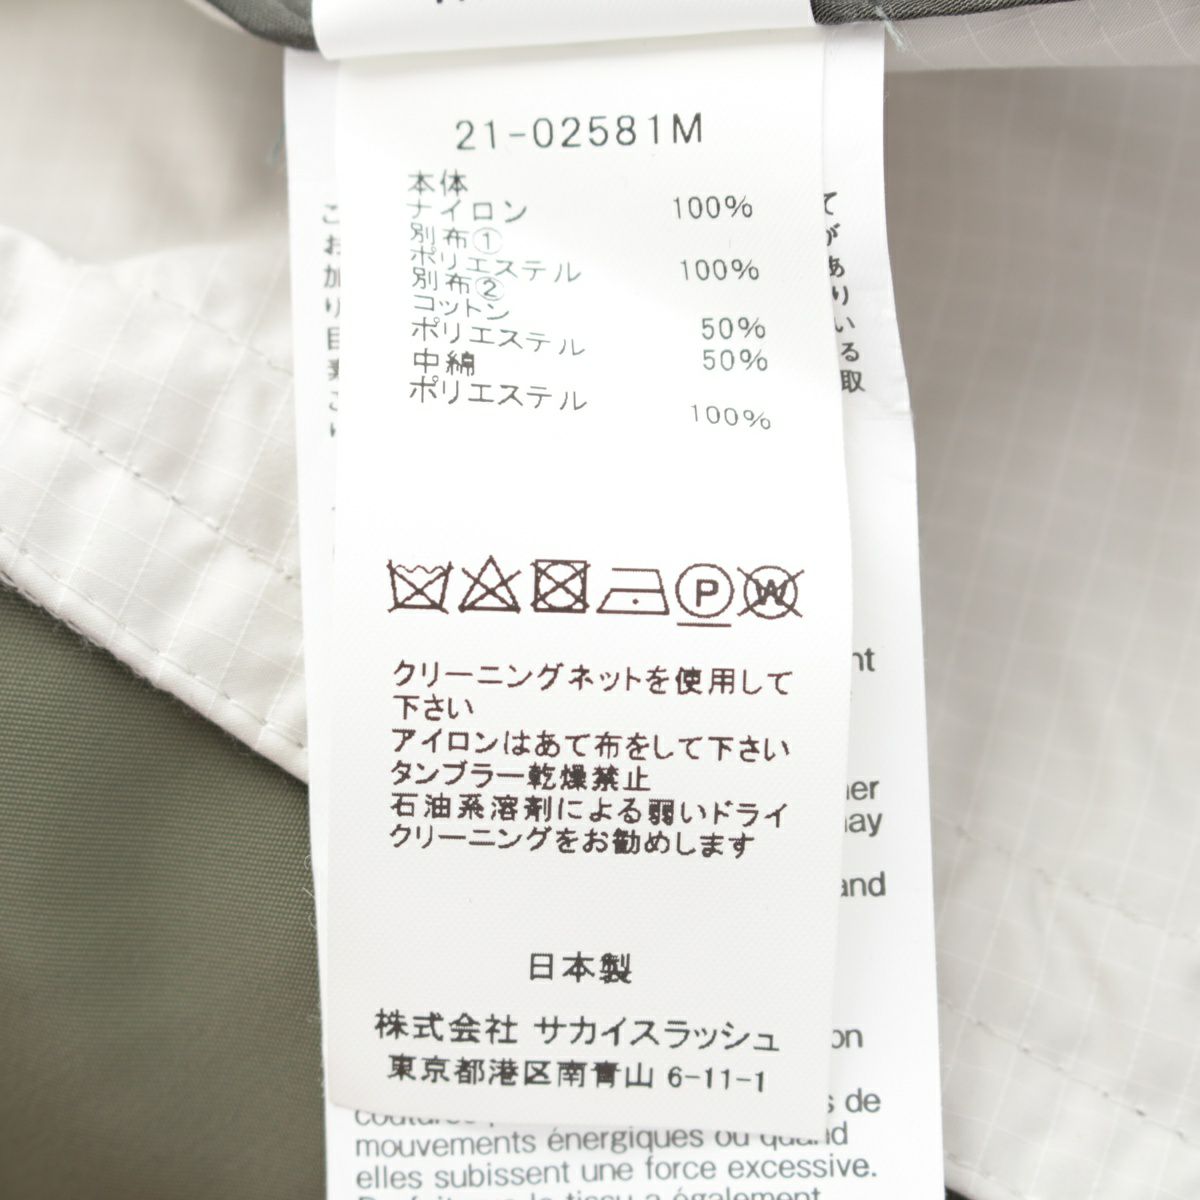 21-02581M
本体
ナイロン 100%
別布①
ポリエステル 100%
別布②
コットン 50%
ポリエステル 50%
中綿
ポリエステル 100%
P
W
クリーニングネットを使用して
下さい
アイロンはあて布をして下さい
タンブラー乾燥禁止
石油系溶剤による弱いドライ
クリーニングをお勧めします
日本製
株式会社 サカイスラッシュ
東京都港区南青山 6-11-1
and
de
mouvements énergiques ou quand
elles subissent une force excessive.